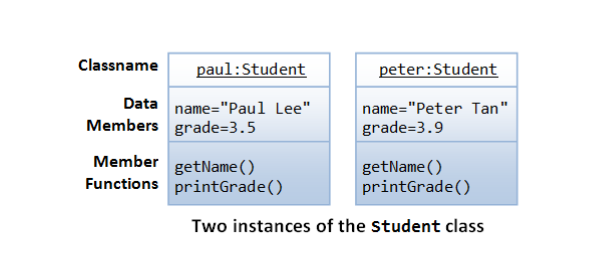 Classname
paul:Student
peter:Student
Data
Members
name="Paul Lee"
grade=3.5
name="Peter Tan"
grade=3.9
Member
Functions
getName()
printGrade()
getName()
printGrade()
Two instances of the Student class